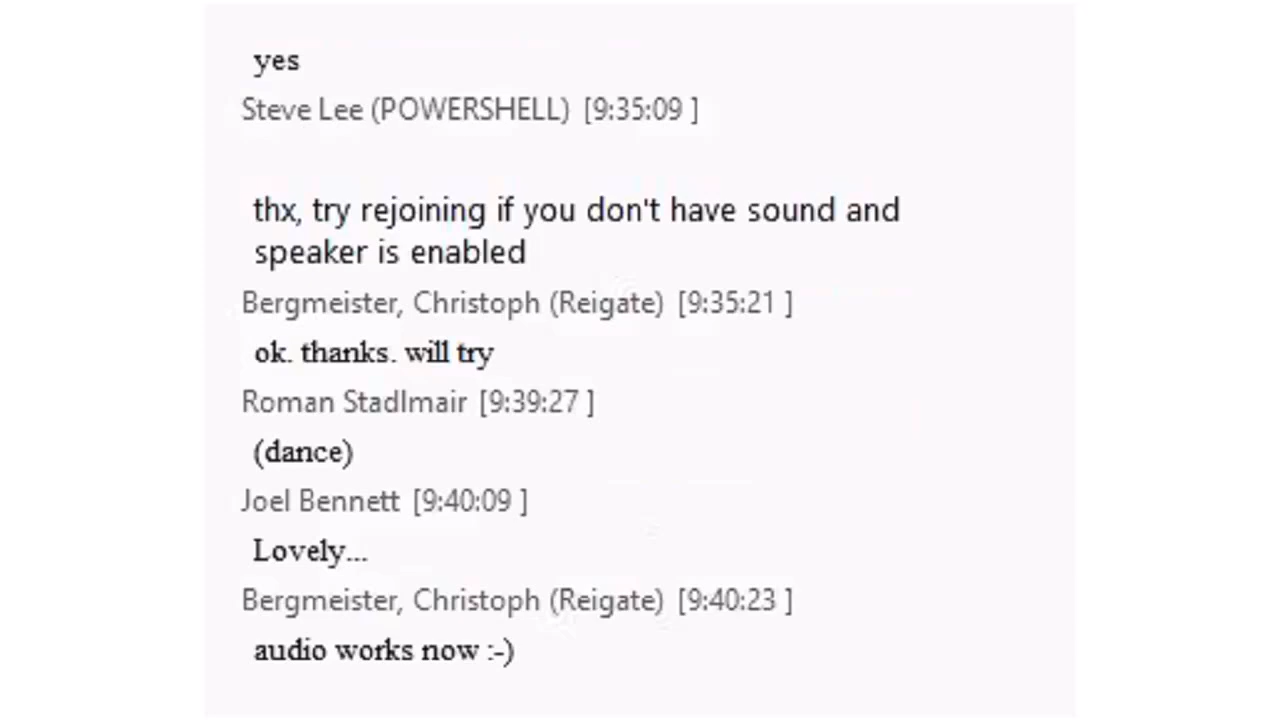 yes
Steve Lee (POWERSHELL) [9:35:09 ]
thx, try rejoining if you don't have sound and
speaker is enabled
Bergmeister, Christoph (Reigate) [9:35:21 ]
ok. thanks. will try
Roman Stadlmair [9:39:27 ]
(dance)
Joel Bennett [9:40:09 ]
Lovely...
Bergmeister, Christoph (Reigate) [9:40:23 ]
audio works now :-)